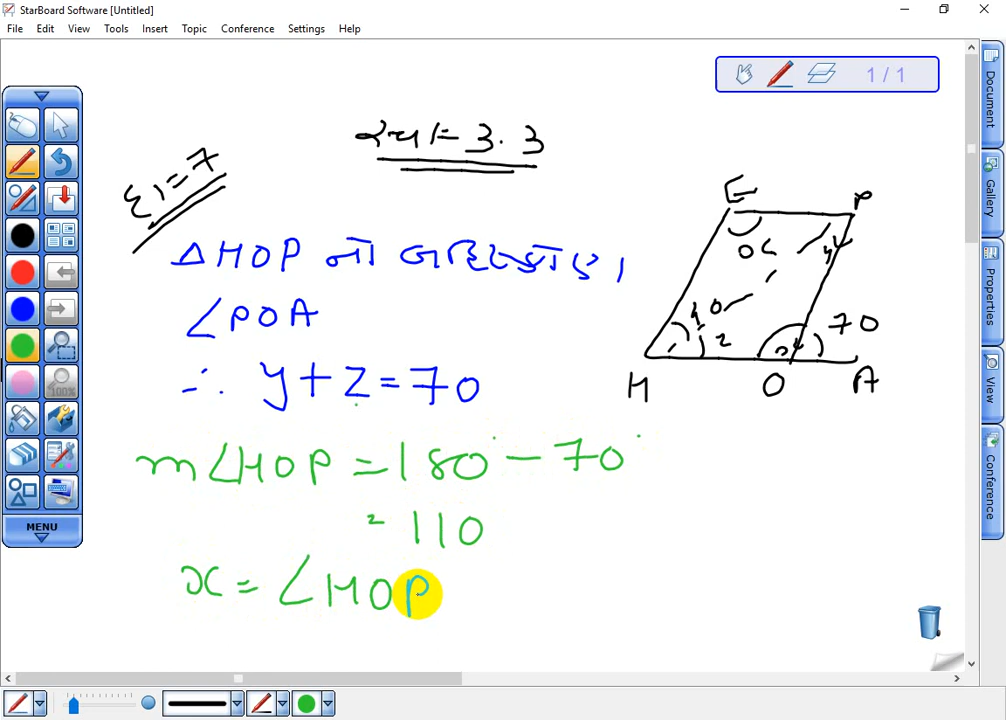 StarBoard Software [Untitled]
File Edit View Tools Insert Topic Conference Settings Help
1 / 1
Document
Gallery
Properties
View
Conference
MENU
100%
3.3
= 7
E P
ΔHOP નો
70
∠POA
H O A
∴ y + z = 70
m∠HOP = 180° - 70°
= 110
x = ∠HOP